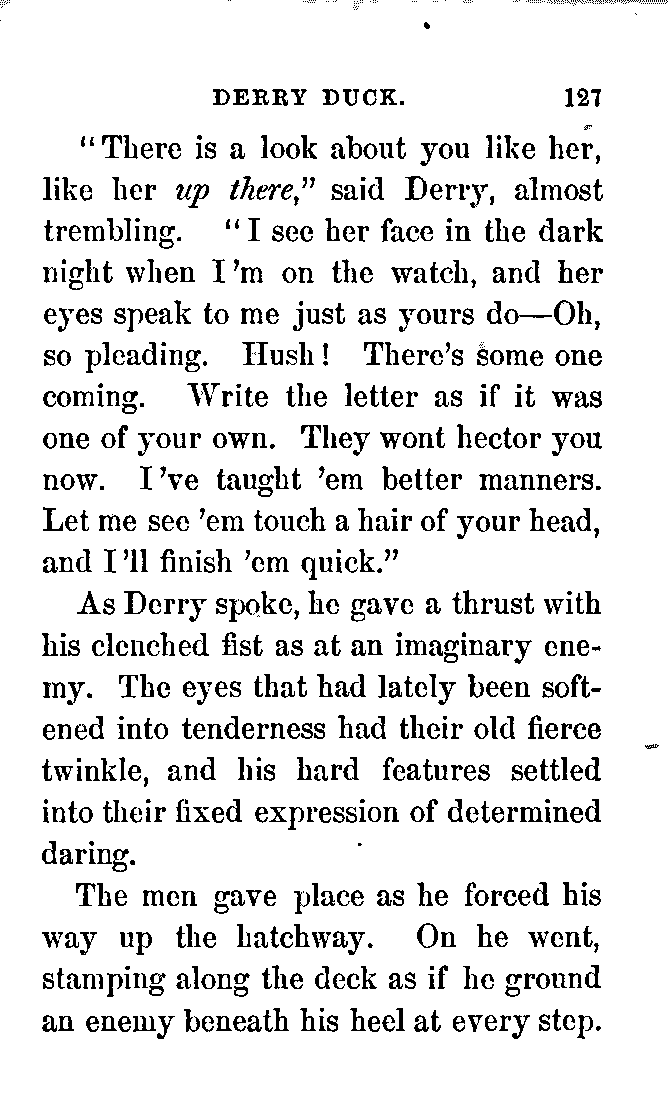 DERRY DUCK. 127
"There is a look about you like her,
like her up there," said Derry, almost
trembling. "I see her face in the dark
night when I'm on the watch, and her
eyes speak to me just as yours do—Oh,
so pleading. Hush! There's some one
coming. Write the letter as if it was
one of your own. They wont hector you
now. I've taught 'em better manners.
Let me see 'em touch a hair of your head,
and I'll finish 'em quick."
As Derry spoke, he gave a thrust with
his clenched fist as at an imaginary ene-
my. The eyes that had lately been soft-
ened into tenderness had their old fierce
twinkle, and his hard features settled
into their fixed expression of determined
daring.
The men gave place as he forced his
way up the hatchway. On he went,
stamping along the deck as if he ground
an enemy beneath his heel at every step.